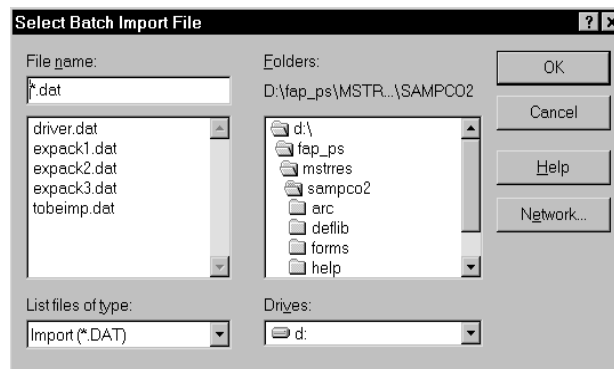 Select Batch Import File
File name:
*.dat
driver.dat
expack1.dat
expack2.dat
expack3.dat
tobeimp.dat
List files of type:
Import (*.DAT)
Folders:
D:\fap_ps\MSTR...\SAMPCO2
d:\
fap_ps
mstrres
sampco2
arc
deflib
forms
help
Drives:
d:
OK
Cancel
Help
Network...